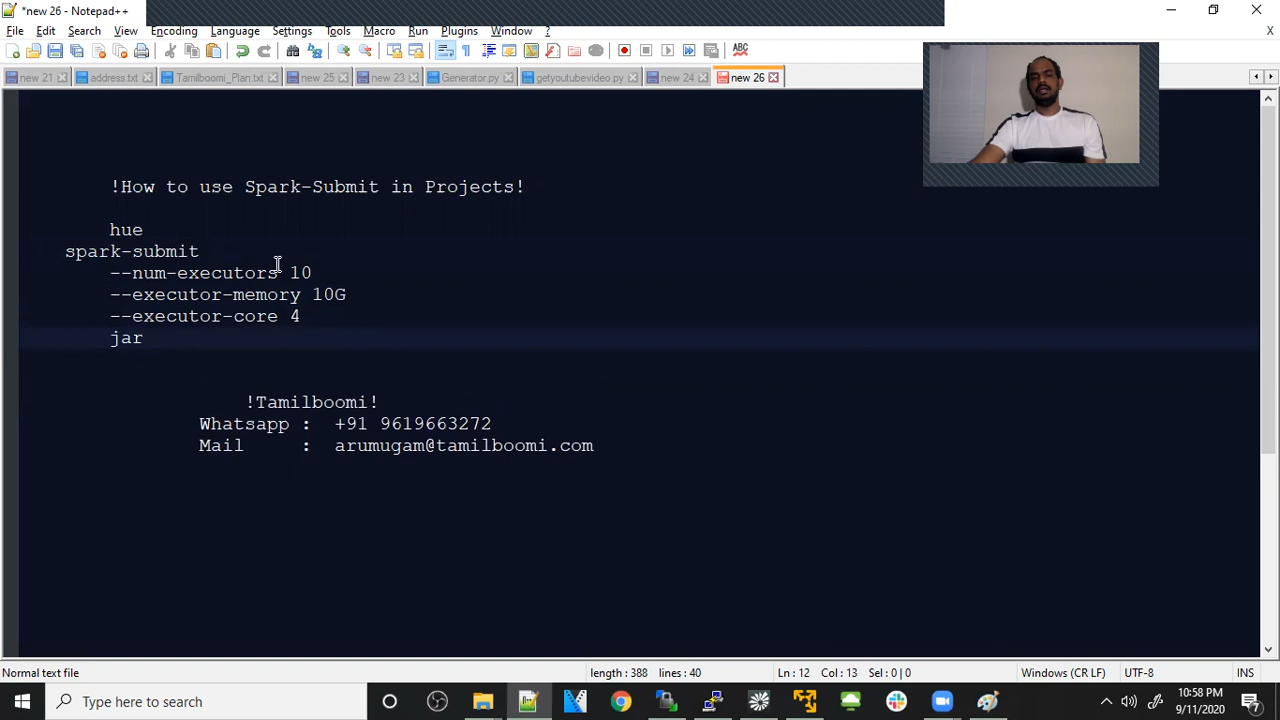 *new 26 - Notepad++
File Edit Search View Encoding Language Settings Tools Macro Run Plugins Window ? X
new 21 address.txt Tamilboomi_Plan.txt new 25 new 23 Generator.py getyoutubevideo.py new 24 new 26
!How to use Spark-Submit in Projects!
hue
spark-submit
--num-executors 10
--executor-memory 10G
--executor-core 4
jar
!Tamilboomi!
Whatsapp : +91 9619663272
Mail : arumugam@tamilboomi.com
Normal text file length : 388 lines : 40 Ln : 12 Col : 13 Sel : 0 | 0 Windows (CR LF) UTF-8 INS
Type here to search
10:58 PM
9/11/2020
7